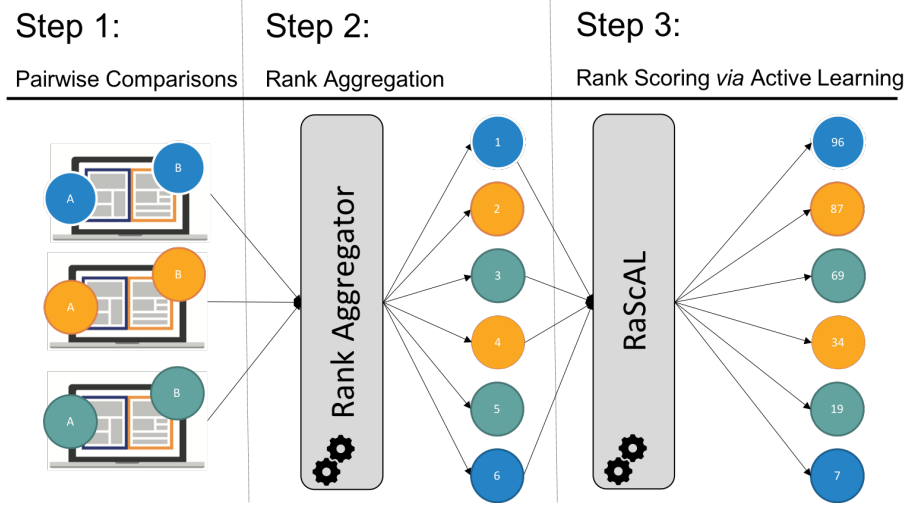 Step 1:
Step 2:
Step 3:
Pairwise Comparisons
Rank Aggregation
Rank Scoring via Active Learning
A
B
A
B
A
B
Rank Aggregator
1
2
3
4
5
6
RaScAL
96
87
69
34
19
7